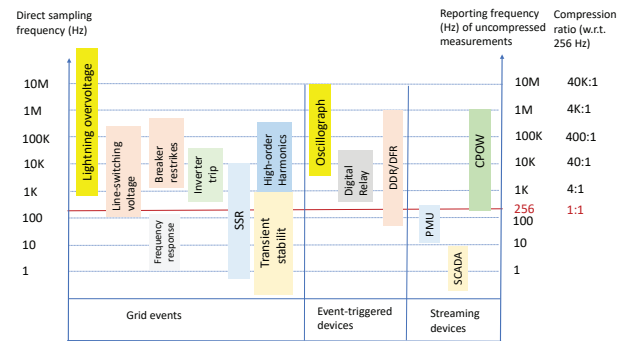 Direct sampling
frequency (Hz)
Reporting frequency
(Hz) of uncompressed
measurements
Compression
ratio (w.r.t.
256 Hz)
10M
1M
100K
10K
1K
100
10
1
Lightning overvoltage
Line-switching
voltage
Breaker
restrikes
Frequency
response
Inverter
trip
SSR
High-order
Harmonics
Transient
stabilit
Oscillograph
Digital
Relay
DDR/DFR
PMU
SCADA
CPOW
10M
1M
100K
10K
1K
256
100
10
1
40K:1
4K:1
400:1
40:1
4:1
1:1
Grid events
Event-triggered
devices
Streaming
devices